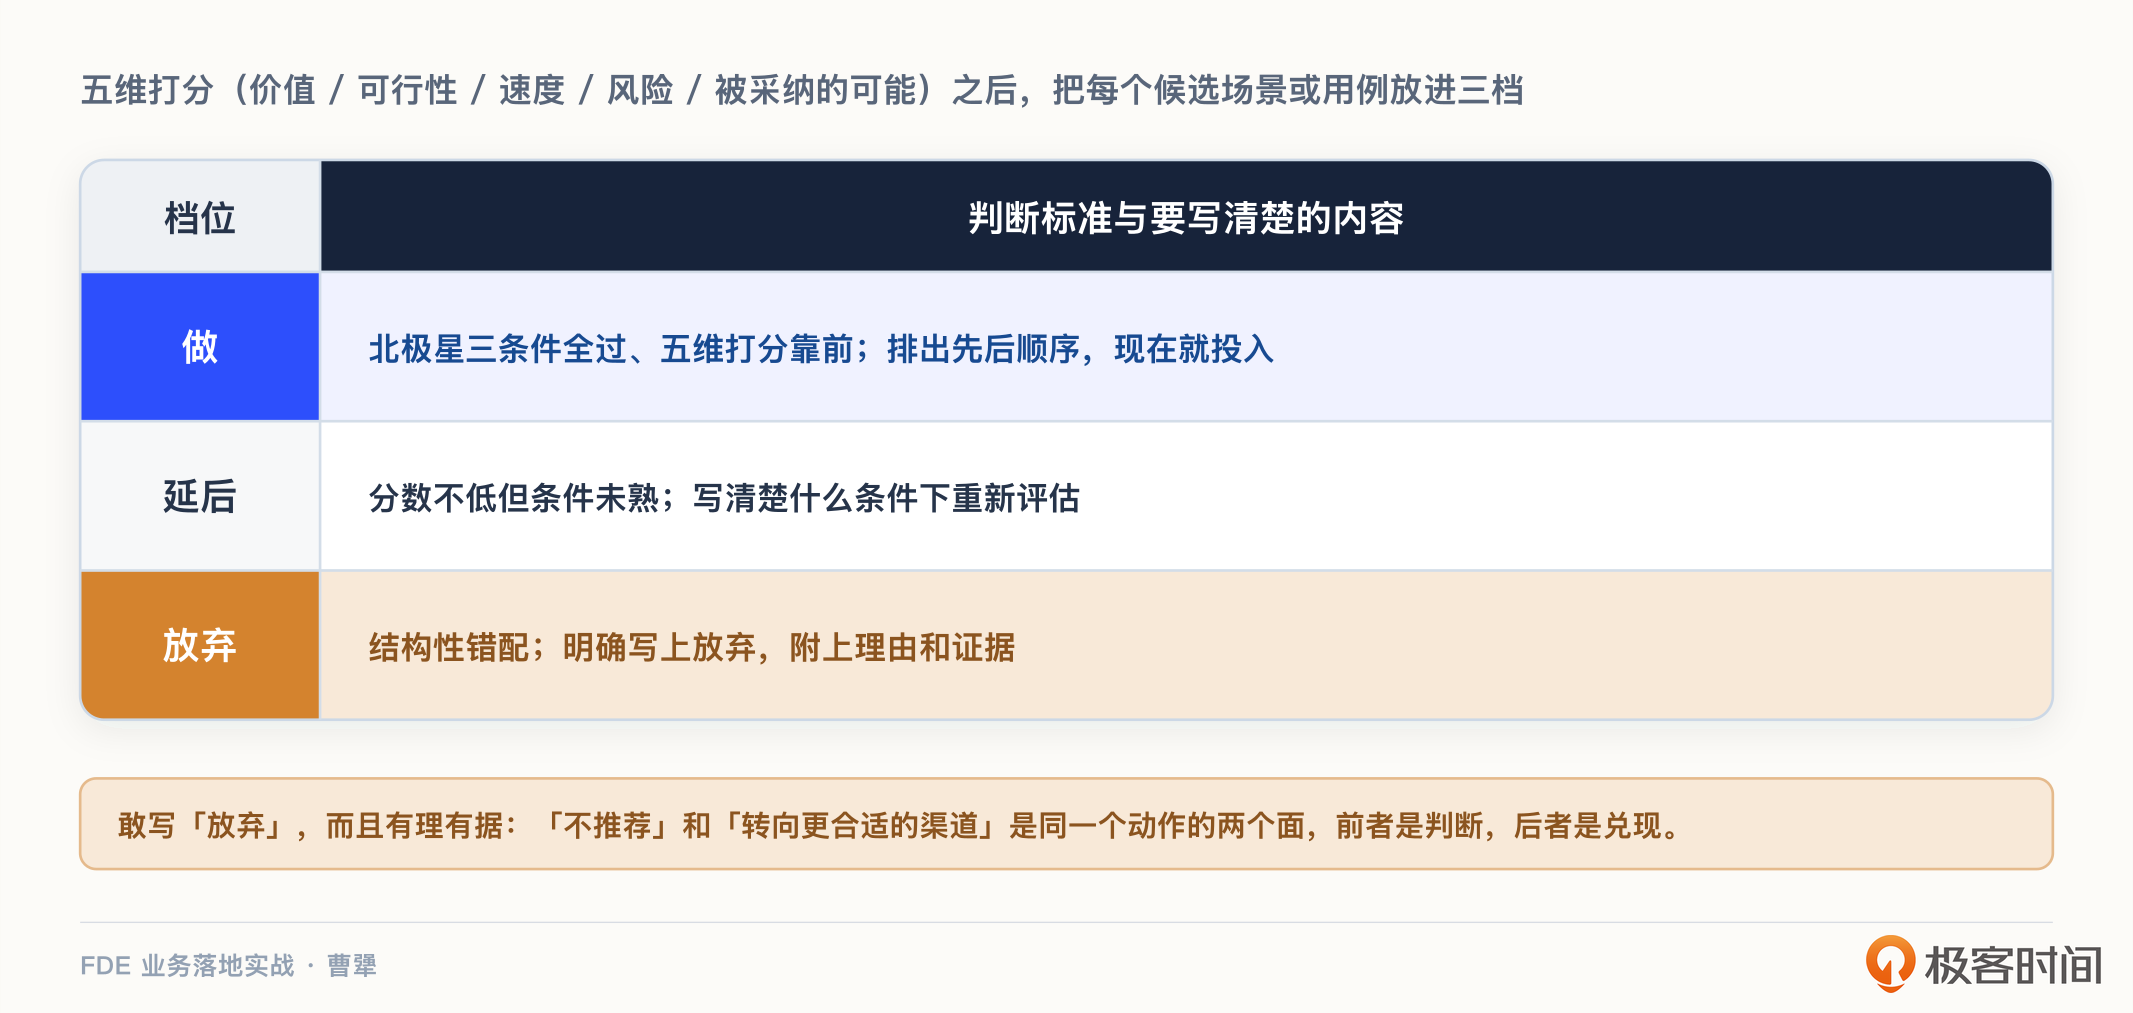 五维打分（价值 / 可行性 / 速度 / 风险 / 被采纳的可能）之后，把每个候选场景或用例放进三档
档位
判断标准与要写清楚的内容
做
北极星三条件全过、五维打分靠前；排出先后顺序，现在就投入
延后
分数不低但条件未熟；写清楚什么条件下重新评估
放弃
结构性错配；明确写上放弃，附上理由和证据
敢写「放弃」，而且有理有据：「不推荐」和「转向更合适的渠道」是同一个动作的两个面，前者是判断，后者是兑现。
FDE 业务落地实战 · 曹犟
极客时间